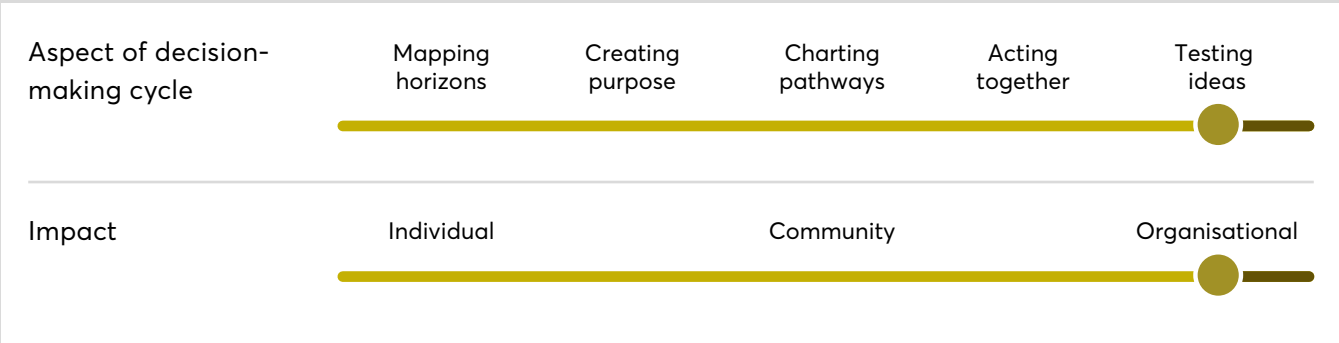 Aspect of decision-
making cycle
Mapping
horizons
Creating
purpose
Charting
pathways
Acting
together
Testing
ideas
Impact
Individual
Community
Organisational